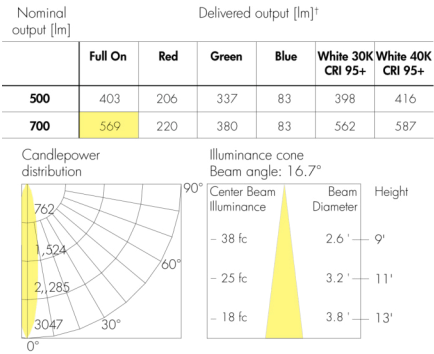 Nominal output [lm]
Delivered output [lm]†
Full On Red Green Blue White 30K CRI 95+ White 40K CRI 95+
500 403 206 337 83 398 416
700 569 220 380 83 562 587
Candlepower
distribution
90°
762
1,524
60°
2,,285
3047
30°
0°
Illuminance cone
Beam angle: 16.7°
Center Beam Illuminance Beam Diameter Height
– 38 fc 2.6 ' 9'
– 25 fc 3.2 ' 11'
– 18 fc 3.8 ' 13'